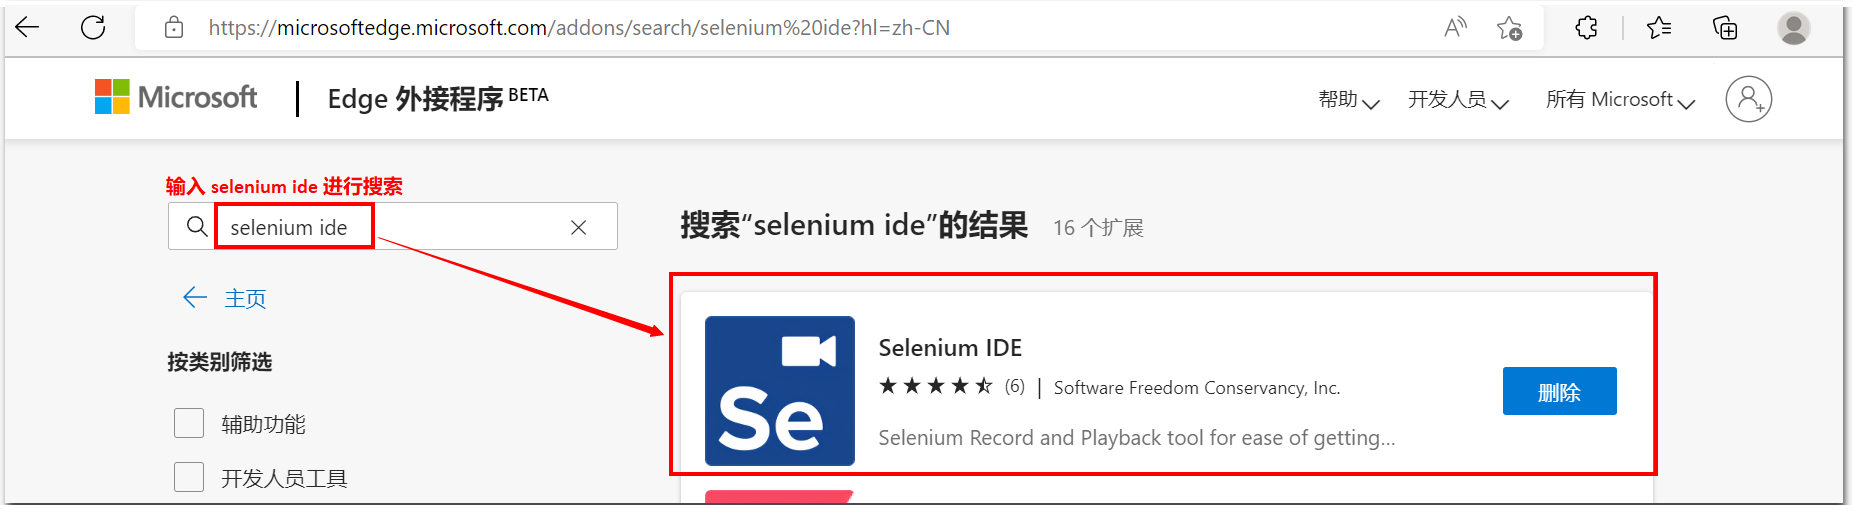 https://microsoftedge.microsoft.com/addons/search/selenium%20ide?hl=zh-CN
Microsoft | Edge 外接程序 BETA 帮助 开发人员 所有 Microsoft
输入 selenium ide 进行搜索
selenium ide
搜索“selenium ide”的结果 16 个扩展
主页
按类别筛选
辅助功能
开发人员工具
Se
Selenium IDE
(6) | Software Freedom Conservancy, Inc.
Selenium Record and Playback tool for ease of getting...
删除